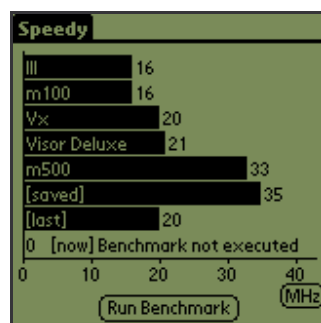 Speedy
III 16
m100 16
Vx 20
Visor Deluxe 21
m500 33
[saved] 35
[last] 20
0 [now] Benchmark not executed
0 10 20 30 40
MHz
Run Benchmark